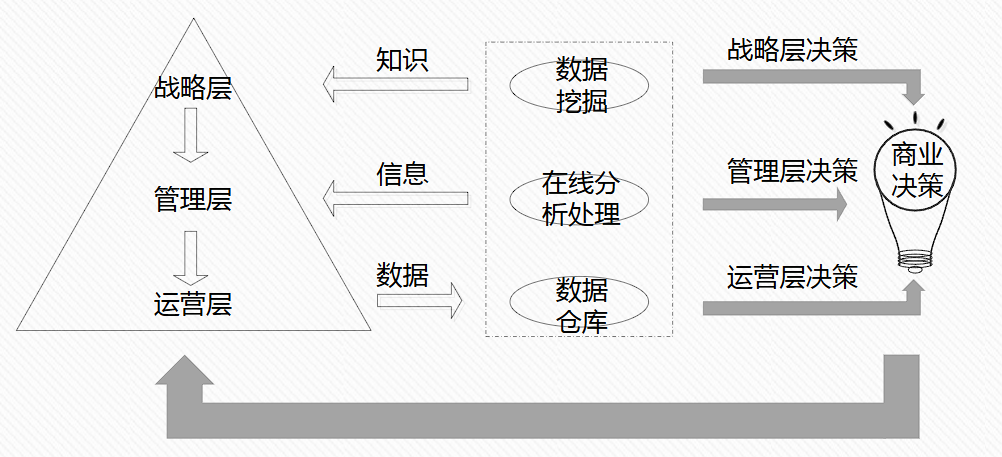 战略层
管理层
运营层
知识
信息
数据
数据
挖掘
在线分
析处理
数据
仓库
战略层决策
管理层决策
运营层决策
商业
决策